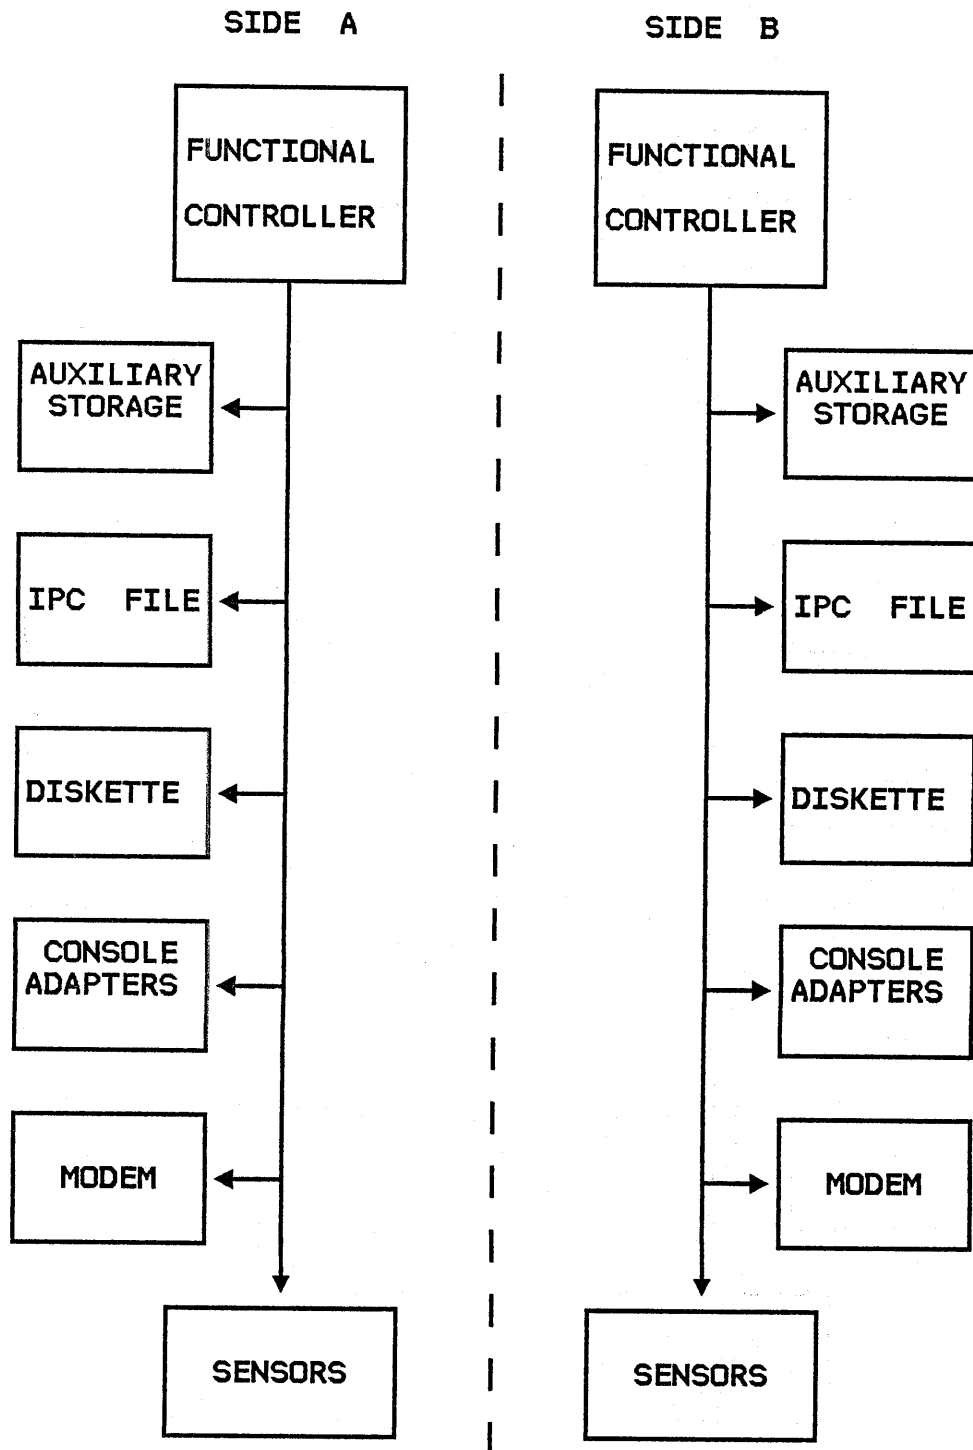 SIDE A
FUNCTIONAL
CONTROLLER
AUXILIARY
STORAGE
IPC FILE
DISKETTE
CONSOLE
ADAPTERS
MODEM
SENSORS
SIDE B
FUNCTIONAL
CONTROLLER
AUXILIARY
STORAGE
IPC FILE
DISKETTE
CONSOLE
ADAPTERS
MODEM
SENSORS